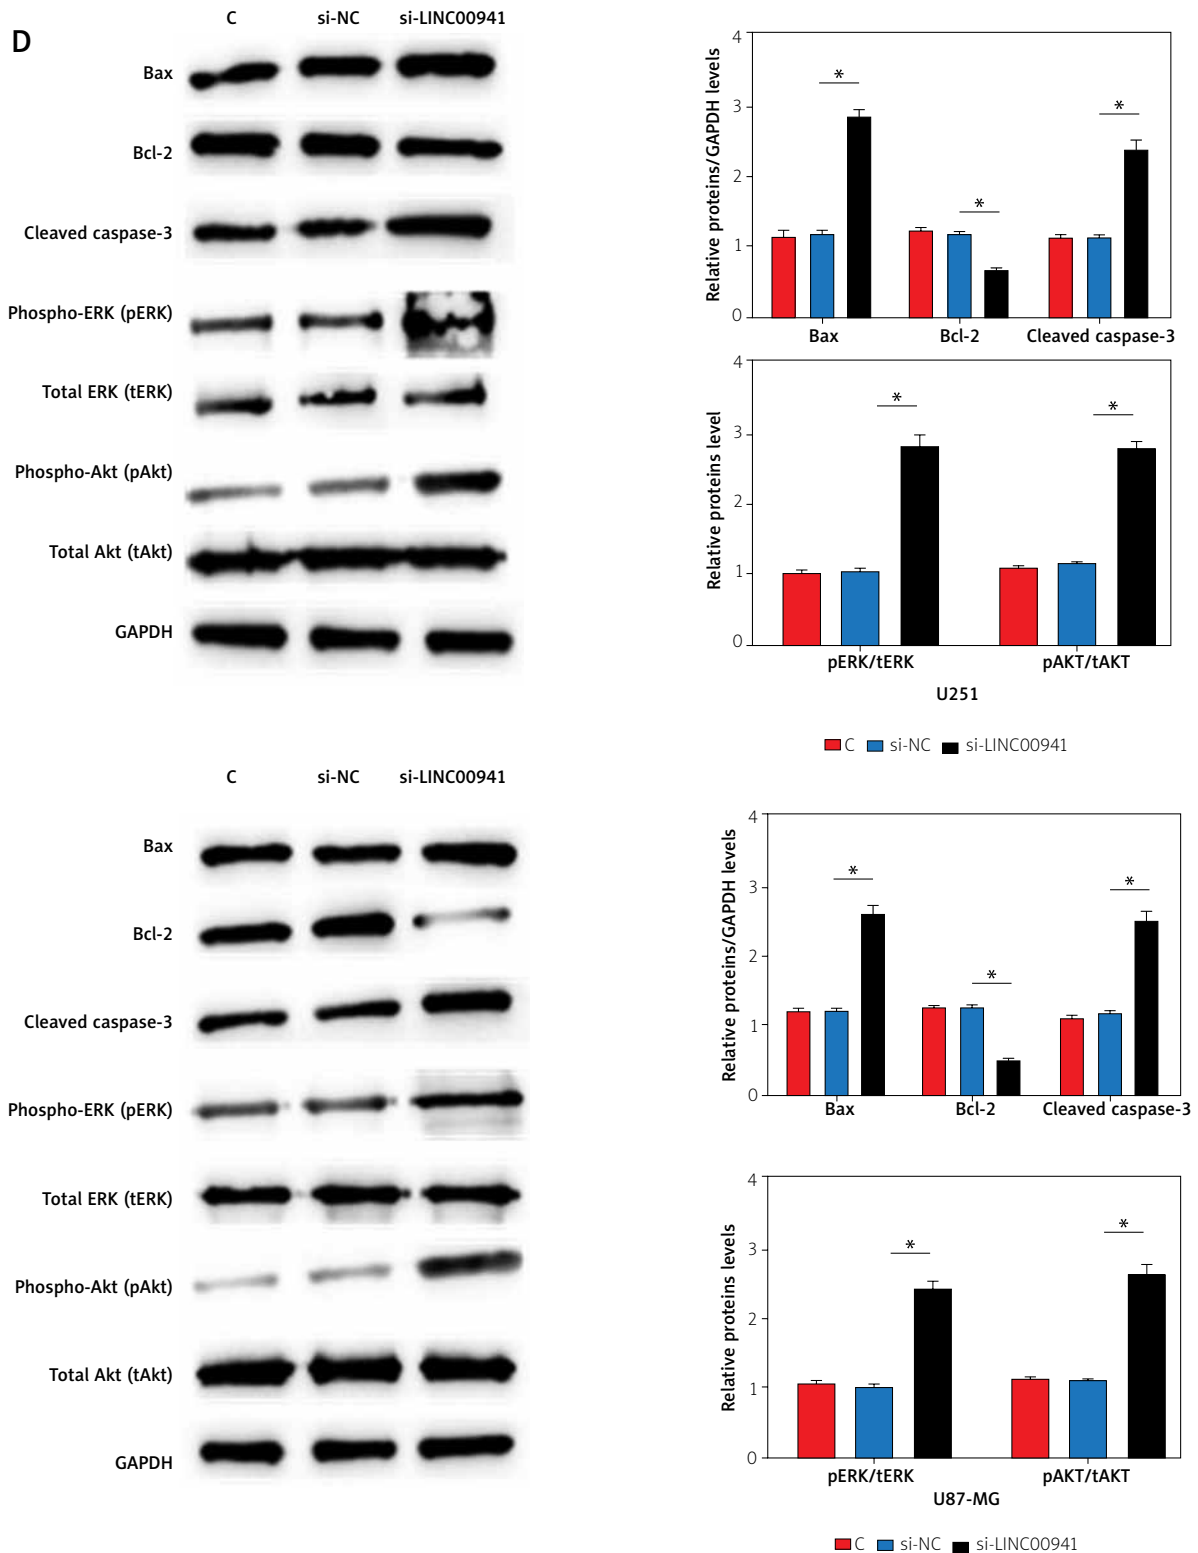 D
C si-NC si-LINC00941
Bax
Bcl-2
Cleaved caspase-3
Phospho-ERK (pERK)
Total ERK (tERK)
Phospho-Akt (pAkt)
Total Akt (tAkt)
GAPDH
Relative proteins/GAPDH levels
4
3
2
1
0
* * *
Bax Bcl-2 Cleaved caspase-3
Relative proteins level
4
3
2
1
0
* *
pERK/tERK pAKT/tAKT
U251
C si-NC si-LINC00941
C si-NC si-LINC00941
Bax
Bcl-2
Cleaved caspase-3
Phospho-ERK (pERK)
Total ERK (tERK)
Phospho-Akt (pAkt)
Total Akt (tAkt)
GAPDH
Relative proteins/GAPDH levels
4
3
2
1
0
* * *
Bax Bcl-2 Cleaved caspase-3
Relative proteins levels
4
3
2
1
0
* *
pERK/tERK pAKT/tAKT
U87-MG
C si-NC si-LINC00941